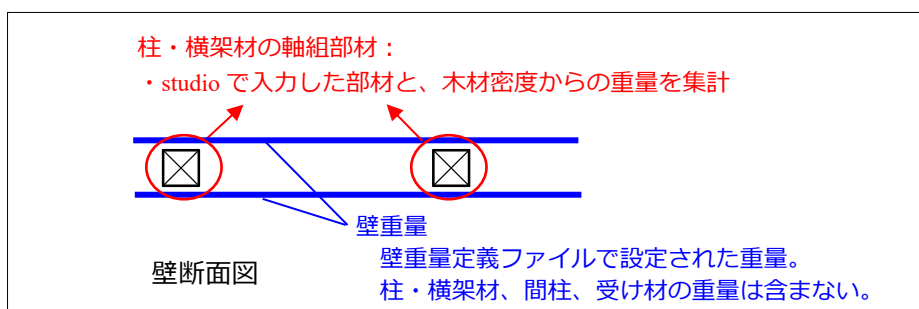 柱・横架材の軸組部材：
・studio で入力した部材と、木材密度からの重量を集計
壁重量
壁重量定義ファイルで設定された重量。
柱・横架材、間柱、受け材の重量は含まない。
壁断面図